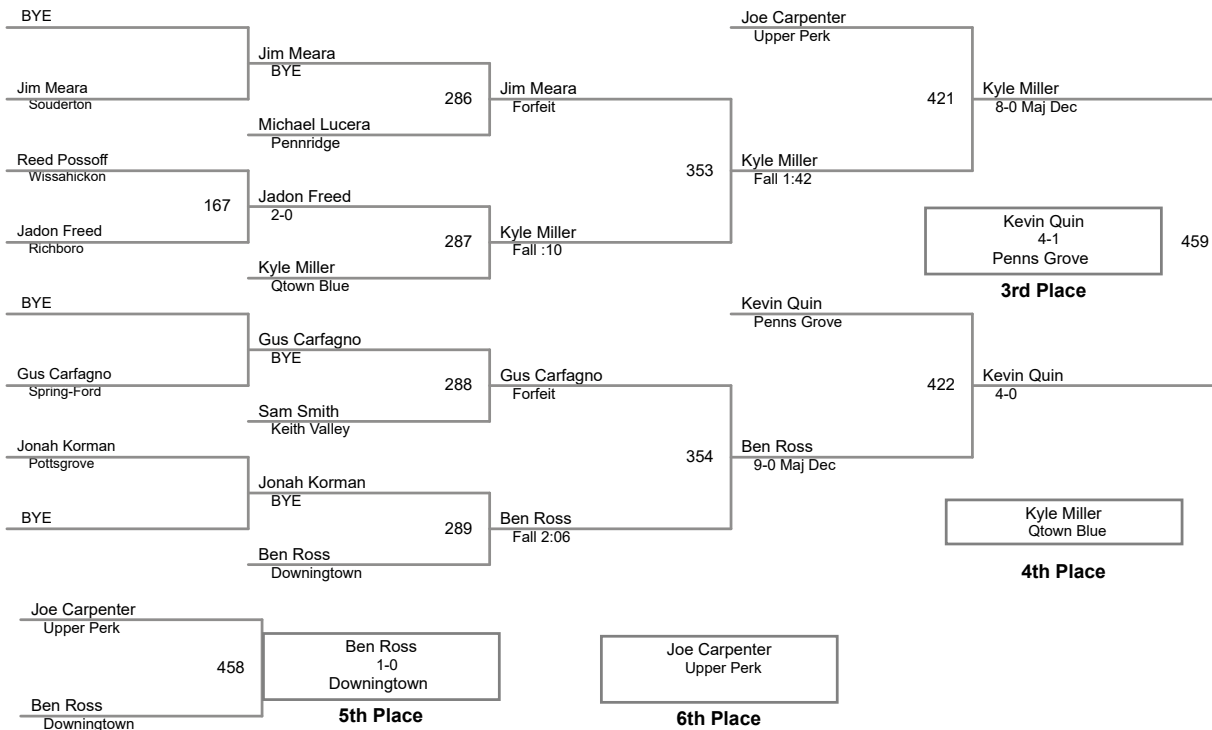 BYE
Joe Carpenter
Upper Perk
Jim Meara
BYE
Jim Meara
Souderton
286
Jim Meara
Forfeit
421
Kyle Miller
8-0 Maj Dec
Michael Lucera
Pennridge
Reed Possoff
Wissahickon
353
Kyle Miller
Fall 1:42
167
Jadon Freed
2-0
Jadon Freed
Richboro
287
Kyle Miller
Fall :10
Kevin Quin
4-1
Penns Grove
459
3rd Place
Kyle Miller
Qtown Blue
BYE
Kevin Quin
Penns Grove
Gus Carfagno
BYE
Gus Carfagno
Spring-Ford
288
Gus Carfagno
Forfeit
422
Kevin Quin
4-0
Sam Smith
Keith Valley
Jonah Korman
Pottsgrove
354
Ben Ross
9-0 Maj Dec
Jonah Korman
BYE
BYE
289
Ben Ross
Fall 2:06
Kyle Miller
Qtown Blue
4th Place
Ben Ross
Downingtown
Joe Carpenter
Upper Perk
458
Ben Ross
1-0
Downingtown
5th Place
Joe Carpenter
Upper Perk
6th Place
Ben Ross
Downingtown